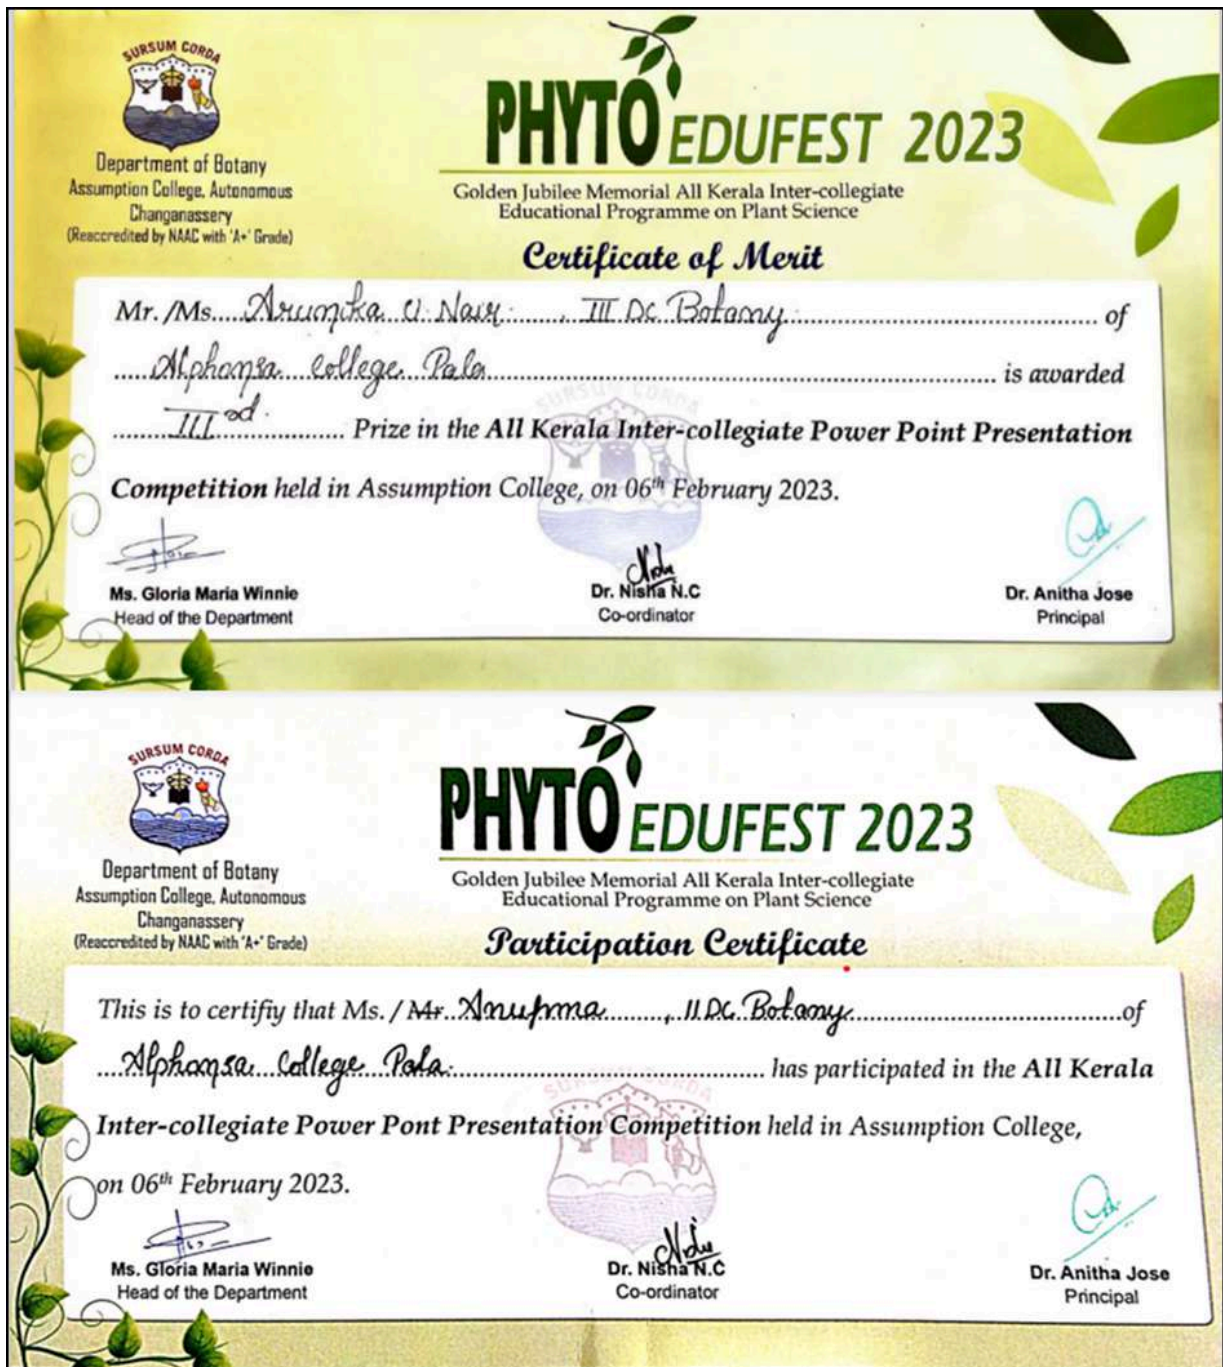 SURSUM CORDA
Department of Botany
Assumption College, Autonomous
Changanassery
(Reaccredited by NAAC with 'A+' Grade)
PHYTO EDUFEST 2023
Golden Jubilee Memorial All Kerala Inter-collegiate
Educational Programme on Plant Science
Certificate of Merit
Mr. /Ms. Arunika U. Nair, III DC Botany of
Alphonsa College Pala is awarded
IIIrd Prize in the All Kerala Inter-collegiate Power Point Presentation
Competition held in Assumption College, on 06th February 2023.
SURSUM CORDA
Ms. Gloria Maria Winnie
Head of the Department
Dr. Nisha N.C
Co-ordinator
Dr. Anitha Jose
Principal
SURSUM CORDA
Department of Botany
Assumption College, Autonomous
Changanassery
(Reaccredited by NAAC with 'A+' Grade)
PHYTO EDUFEST 2023
Golden Jubilee Memorial All Kerala Inter-collegiate
Educational Programme on Plant Science
Participation Certificate
This is to certifiy that Ms. / Mr. Anupma, II DC Botany of
Alphonsa College Pala has participated in the All Kerala
Inter-collegiate Power Pont Presentation Competition held in Assumption College,
on 06th February 2023.
SURSUM CORDA
Ms. Gloria Maria Winnie
Head of the Department
Dr. Nisha N.C
Co-ordinator
Dr. Anitha Jose
Principal